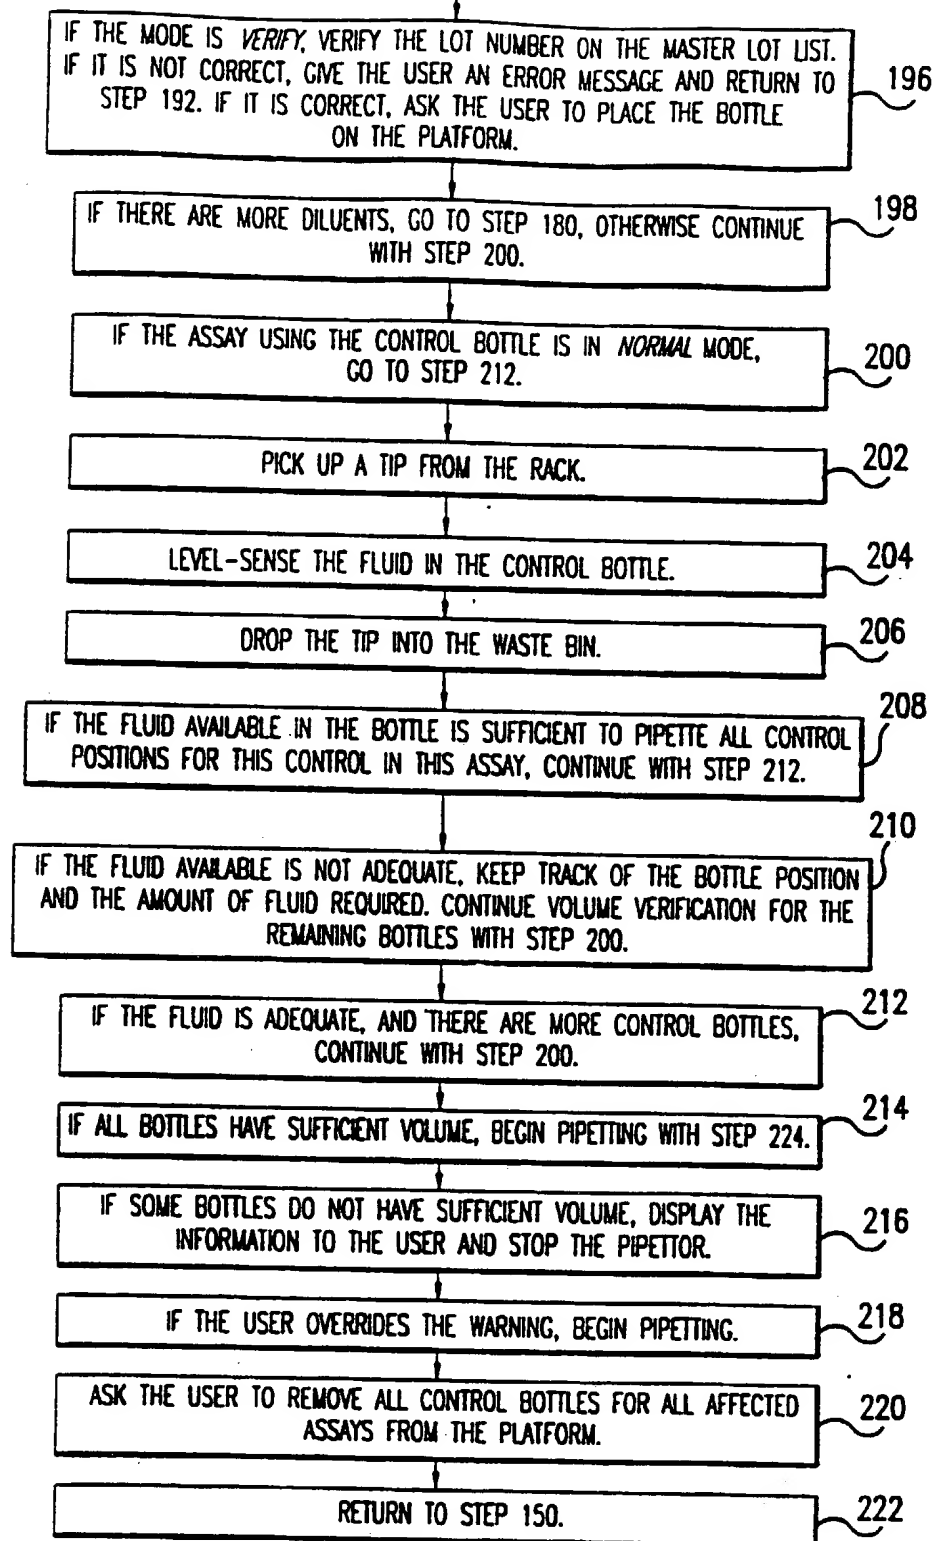 IF THE MODE IS VERIFY, VERIFY THE LOT NUMBER ON THE MASTER LOT LIST.
IF IT IS NOT CORRECT, GIVE THE USER AN ERROR MESSAGE AND RETURN TO
STEP 192. IF IT IS CORRECT, ASK THE USER TO PLACE THE BOTTLE
ON THE PLATFORM.
196
IF THERE ARE MORE DILUENTS, GO TO STEP 180, OTHERWISE CONTINUE
WITH STEP 200.
198
IF THE ASSAY USING THE CONTROL BOTTLE IS IN NORMAL MODE,
GO TO STEP 212.
200
PICK UP A TIP FROM THE RACK.
202
LEVEL-SENSE THE FLUID IN THE CONTROL BOTTLE.
204
DROP THE TIP INTO THE WASTE BIN.
206
IF THE FLUID AVAILABLE IN THE BOTTLE IS SUFFICIENT TO PIPETTE ALL CONTROL
POSITIONS FOR THIS CONTROL IN THIS ASSAY, CONTINUE WITH STEP 212.
208
IF THE FLUID AVAILABLE IS NOT ADEQUATE, KEEP TRACK OF THE BOTTLE POSITION
AND THE AMOUNT OF FLUID REQUIRED. CONTINUE VOLUME VERIFICATION FOR THE
REMAINING BOTTLES WITH STEP 200.
210
IF THE FLUID IS ADEQUATE, AND THERE ARE MORE CONTROL BOTTLES,
CONTINUE WITH STEP 200.
212
IF ALL BOTTLES HAVE SUFFICIENT VOLUME, BEGIN PIPETTING WITH STEP 224.
214
IF SOME BOTTLES DO NOT HAVE SUFFICIENT VOLUME, DISPLAY THE
INFORMATION TO THE USER AND STOP THE PIPETTOR.
216
IF THE USER OVERRIDES THE WARNING, BEGIN PIPETTING.
218
ASK THE USER TO REMOVE ALL CONTROL BOTTLES FOR ALL AFFECTED
ASSAYS FROM THE PLATFORM.
220
RETURN TO STEP 150.
222